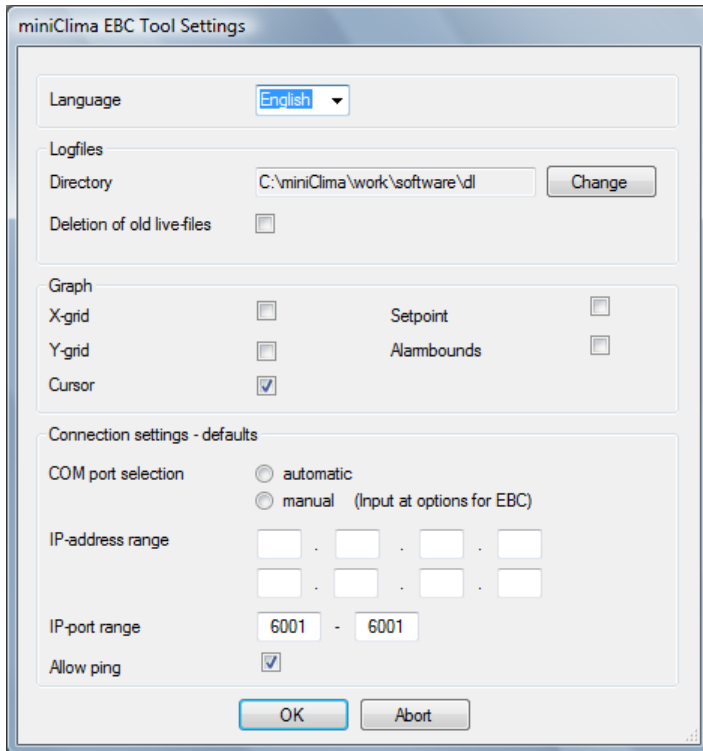 miniClima EBC Tool Settings
Language English
Logfiles
Directory C:\miniClima\work\software\dl Change
Deletion of old live-files
Graph
X-grid Setpoint
Y-grid Alarmbounds
Cursor
Connection settings - defaults
COM port selection automatic
manual (Input at options for EBC)
IP-address range . . .
. . .
IP-port range 6001 - 6001
Allow ping
OK Abort